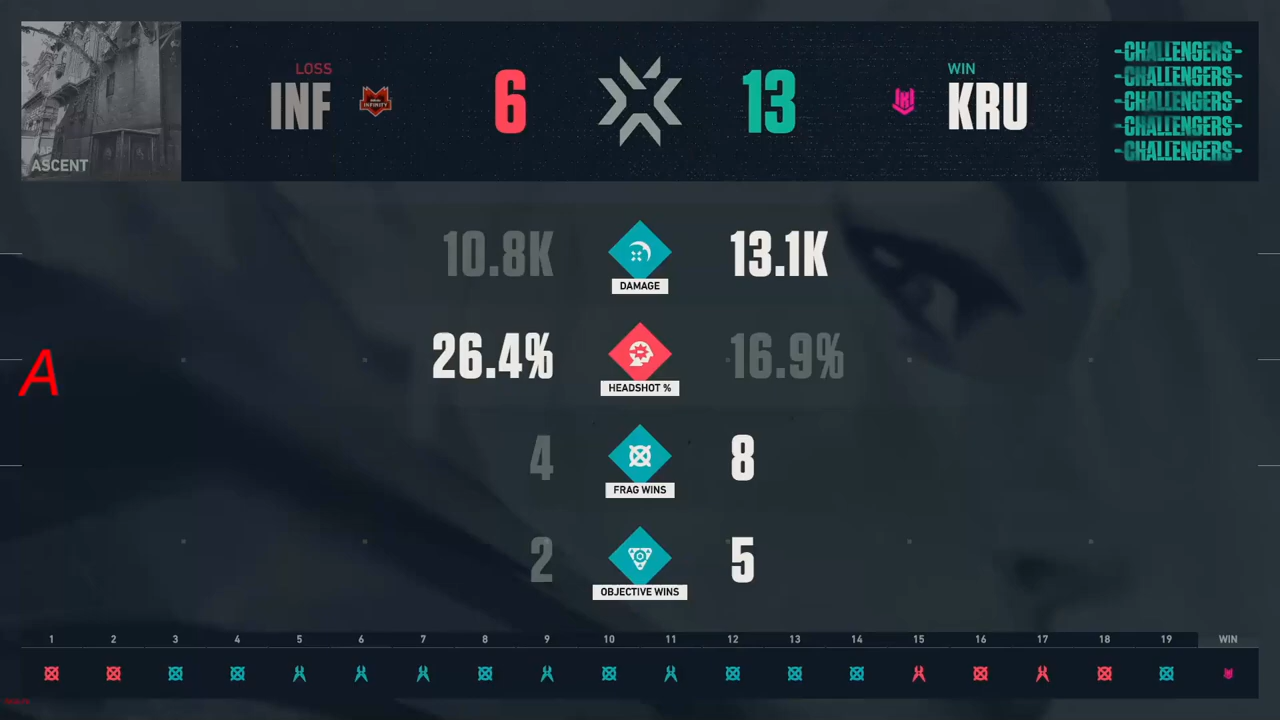 LOSS
INF
INFINITY
6
13
WIN
KRU
ASCENT
-CHALLENGERS-
-CHALLENGERS-
-CHALLENGERS-
-CHALLENGERS-
-CHALLENGERS-
10.8K
DAMAGE
13.1K
26.4%
HEADSHOT %
16.9%
A
4
FRAG WINS
8
2
OBJECTIVE WINS
5
1 2 3 4 5 6 7 8 9 10 11 12 13 14 15 16 17 18 19 WIN